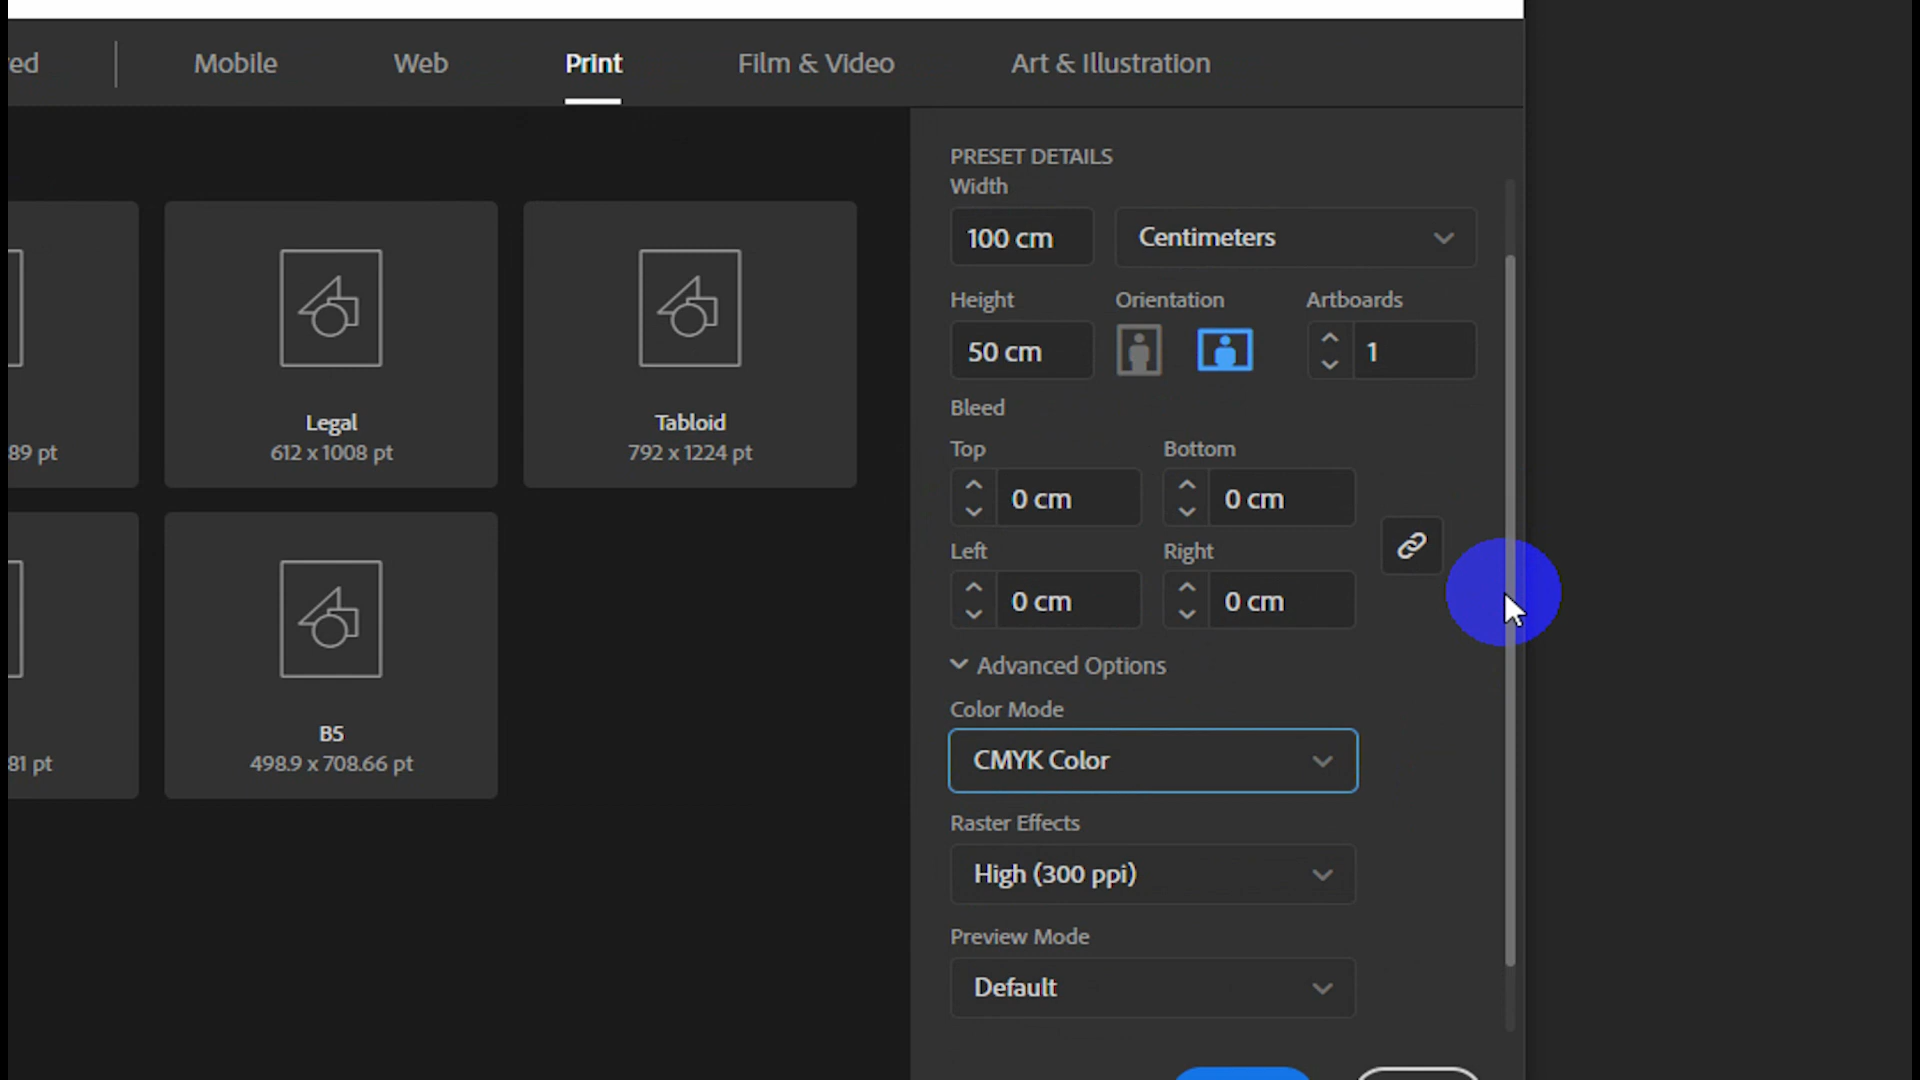 ed
Mobile
Web
Print
Film & Video
Art & Illustration
PRESET DETAILS
Width
100 cm
Centimeters
Height
Orientation
Artboards
50 cm
1
Bleed
Top
Bottom
0 cm
0 cm
Left
Right
0 cm
0 cm
Advanced Options
Color Mode
CMYK Color
Raster Effects
High (300 ppi)
Preview Mode
Default
89 pt
Legal
612 x 1008 pt
Tabloid
792 x 1224 pt
81 pt
B5
498.9 x 708.66 pt